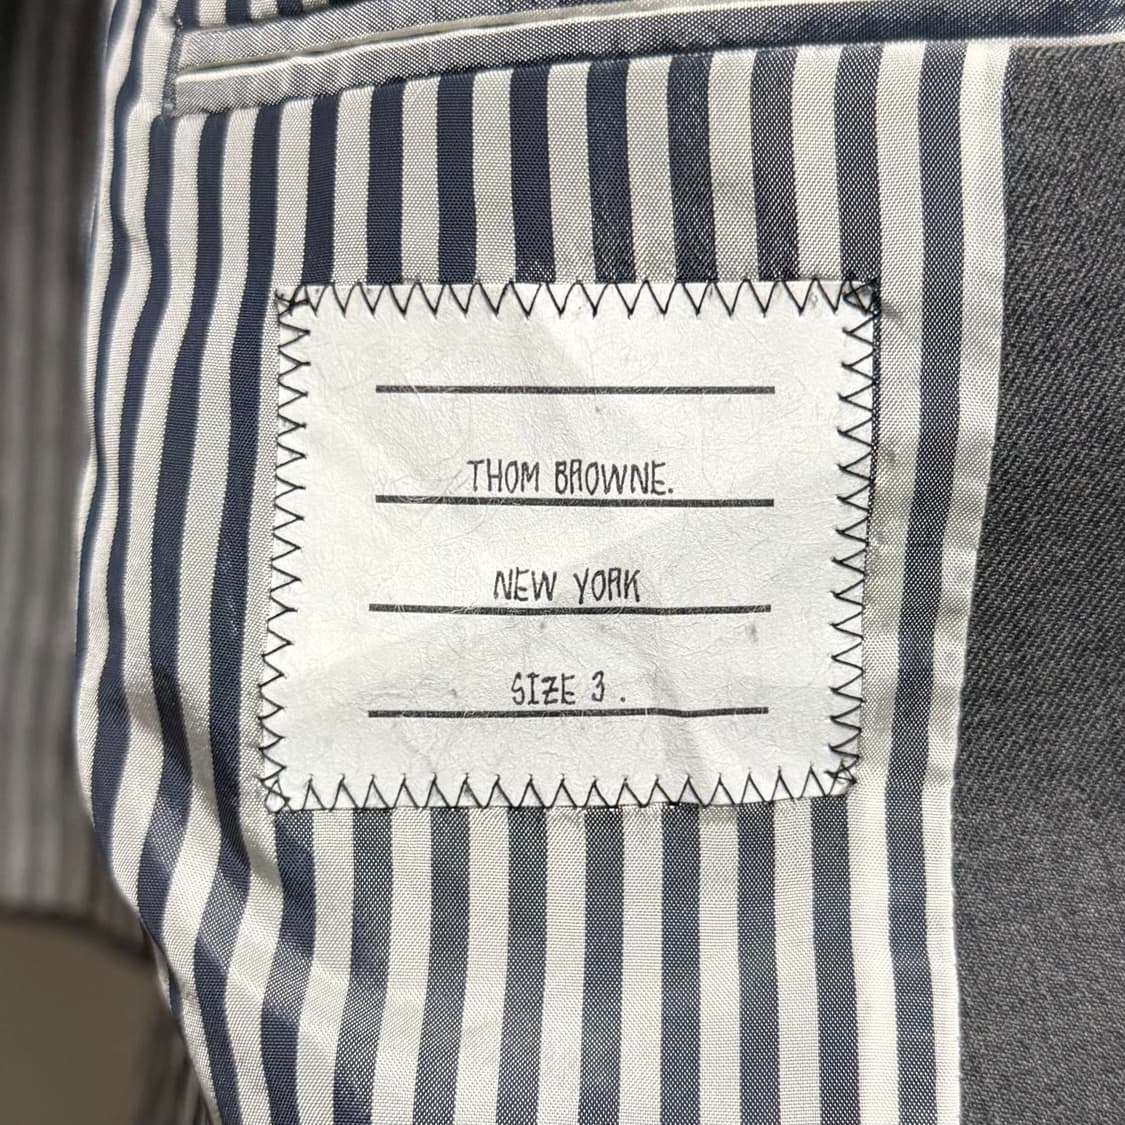 THOM BROWNE.
NEW YORK
SIZE 3.